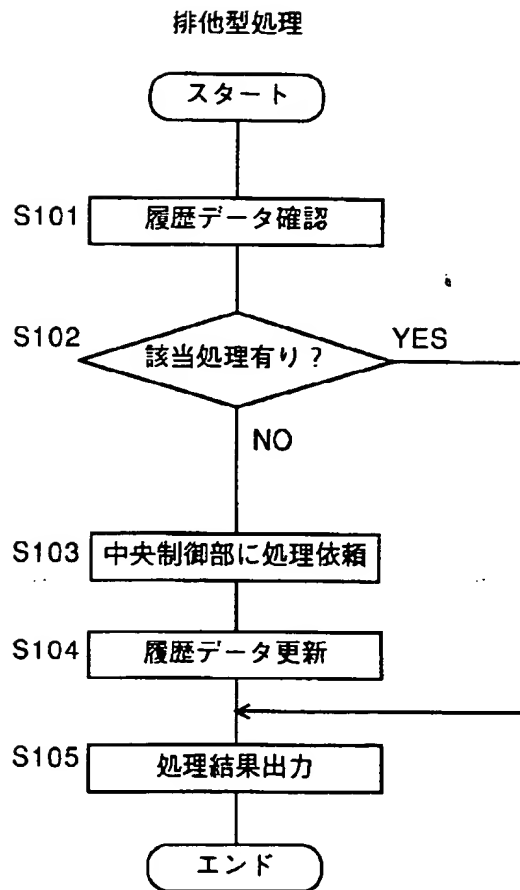 排他型処理
スタート
S101 履歴データ確認
S102 該当処理有り？ YES
NO
S103 中央制御部に処理依頼
S104 履歴データ更新
S105 処理結果出力
エンド